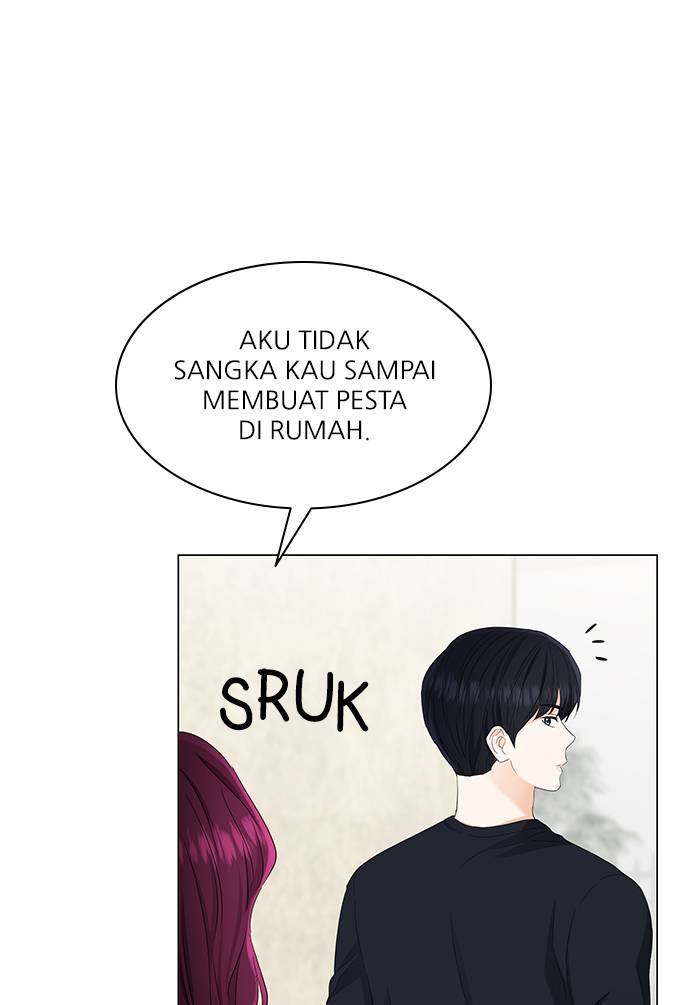 AKU TIDAK
SANGKA KAU SAMPAI
MEMBUAT PESTA
DI RUMAH.
SRUK